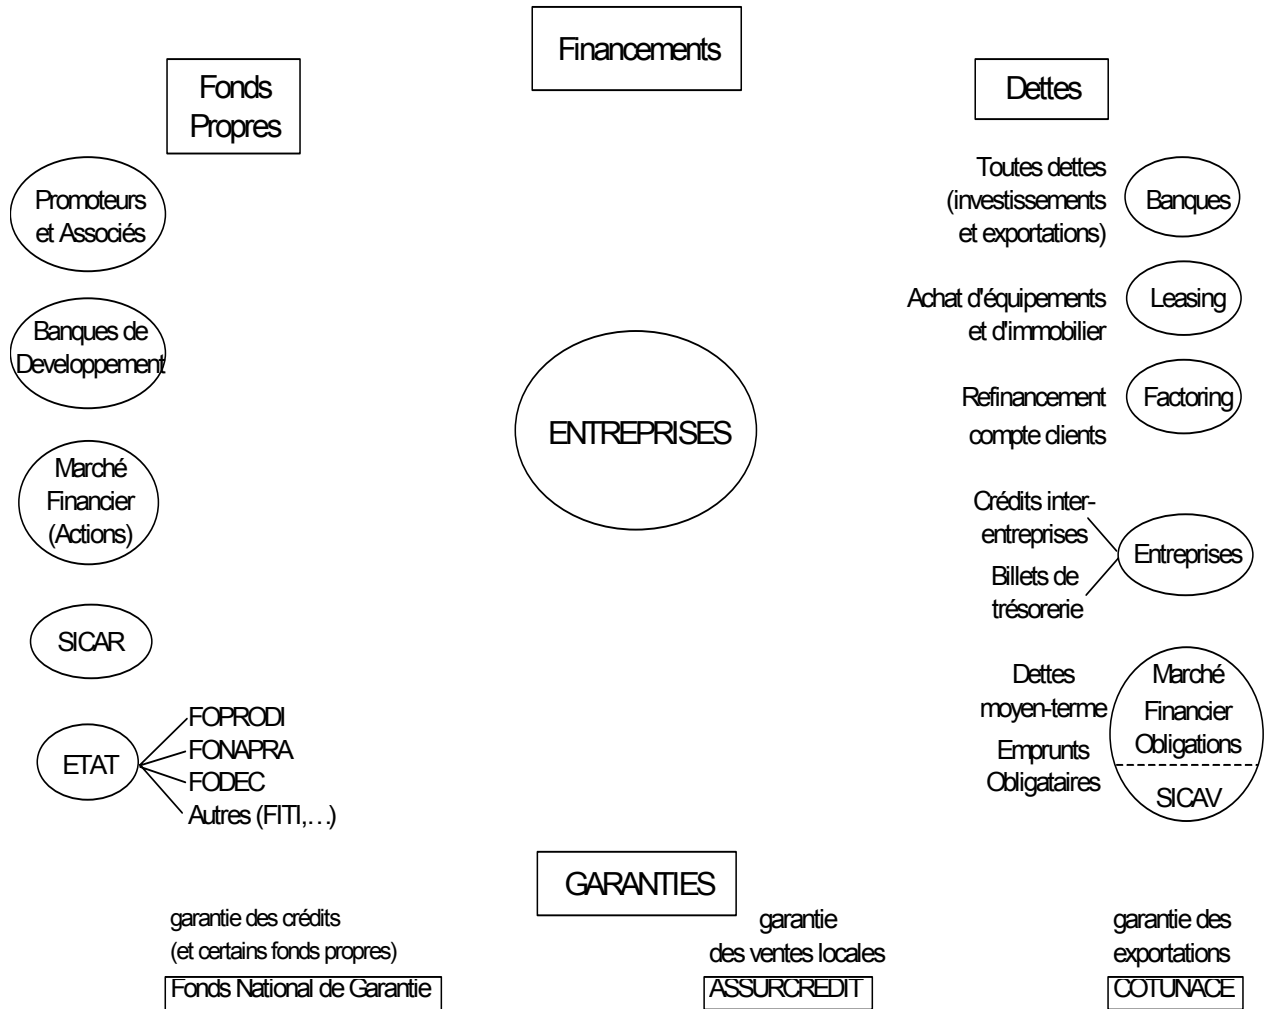 Financements
Fonds
Propres
Dettes
Promoteurs
et Associés
Banques de
Developpement
Marché
Financier
(Actions)
SICAR
ETAT
FOPRODI
FONAPRA
FODEC
Autres (FITI,...)
ENTREPRISES
Toutes dettes
(investissements
et exportations)
Banques
Achat d'équipements
et d'immobilier
Leasing
Refinancement
compte clients
Factoring
Crédits inter-
entreprises
Billets de
trésorerie
Entreprises
Dettes
moyen-terme
Emprunts
Obligataires
Marché
Financier
Obligations
SICAV
GARANTIES
garantie des crédits
(et certains fonds propres)
Fonds National de Garantie
garantie
des ventes locales
ASSURCREDIT
garantie des
exportations
COTUNACE